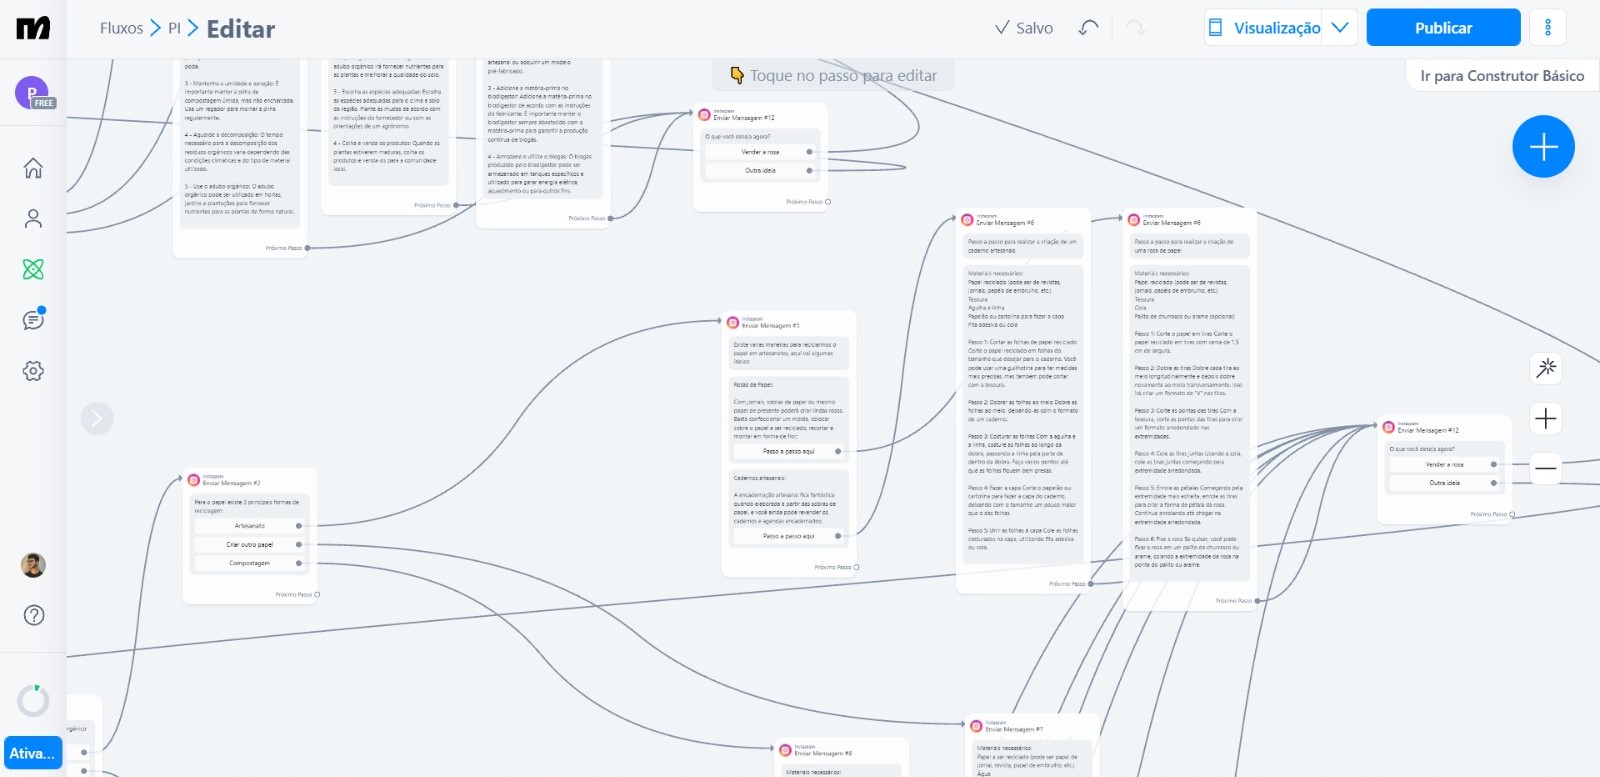 Fluxos
PI
Editar
Salvo
Visualização
Publicar
Ir para Construtor Básico
Toque no passo para editar
P
FREE
Ativa...
poda.
3 - Mantenha a umidade e aeração: É
importante manter a pilha de
compostagem úmida, mas não encharcada.
Use um regador para molhar a pilha
regularmente.
4 - Aguarde a decomposição: O tempo
necessário para a decomposição dos
resíduos orgânicos varia dependendo das
condições climáticas e do tipo de material
utilizado.
5 - Use o adubo orgânico: O adubo
orgânico pode ser utilizado em hortas,
jardins e plantações para fornecer
nutrientes para as plantas de forma natural.
Próximo Passo
adubo orgânico irá fornecer nutrientes para
as plantas e melhorar a qualidade do solo.
3 - Escolha as espécies adequadas: Escolha
as espécies adequadas para o clima e solo
da região. Plante as mudas de acordo com
as instruções do fornecedor ou com as
orientações de um agrônomo.
4 - Colha e venda os produtos: Quando as
plantas estiverem maduras, colha os
produtos e venda-os para a comunidade
local.
Próximo Passo
artesanal ou adquirir um modelo
pré-fabricado.
3 - Adicione a matéria-prima no
biodigestor: Adicione a matéria-prima no
biodigestor de acordo com as instruções
do fabricante. É importante manter o
biodigestor sempre abastecido com a
matéria-prima para garantir a produção
contínua de biogás.
4 - Armazene e utilize o biogás: O biogás
produzido pelo biodigestor pode ser
armazenado em tanques específicos e
utilizado para gerar energia elétrica,
aquecimento ou para outros fins.
Próximo Passo
Instagram
Enviar Mensagem #12
O que você deseja agora?
Vender a rosa
Outra ideia
Próximo Passo
Instagram
Enviar Mensagem #2
Para o papel existe 3 principais formas de
reciclagem:
Artesanato
Criar outro papel
Compostagem
Próximo Passo
Instagram
Enviar Mensagem #5
Existe varias maneiras para reciclarmos o
papel em artesanatos, aqui vai algumas
ideias:
Rosas de Papel:
Com jornais, sobras de papel ou mesmo
papel de presente poderá criar lindas rosas.
Basta confeccionar um molde, colocar
sobre o papel a ser reciclado, recortar e
montar em forma de flor;
Passo a passo aqui
Cadernos artesanais:
A encadernação artesanal fica fantástica
quando elaborada a partir das sobras de
papel, e você ainda pode revender os
cadernos e agendas encadernados;
Passo a passo aqui
Próximo Passo
Instagram
Enviar Mensagem #6
Passo a passo para realizar a criação de um
caderno artesanais
Materiais necessários:
Papel reciclado (pode ser de revistas,
jornais, papéis de embrulho, etc.)
Tesoura
Agulha e linha
Papelão ou cartolina para fazer a capa
Fita adesiva ou cola
Passo 1: Cortar as folhas de papel reciclado
Corte o papel reciclado em folhas do
tamanho que desejar para o caderno. Você
pode usar uma guilhotina para ter medidas
mais precisas, mas também pode cortar
com a tesoura.
Passo 2: Dobrar as folhas ao meio Dobre as
folhas ao meio, deixando-as com o formato
de um caderno.
Passo 3: Costurar as folhas Com a agulha e
a linha, costure as folhas ao longo da
dobra, passando a linha pela parte de
dentro da dobra. Faça vários pontos até
que as folhas fiquem bem presas.
Passo 4: Fazer a capa Corte o papelão ou
cartolina para fazer a capa do caderno,
deixando com o tamanho um pouco maior
que o das folhas.
Passo 5: Unir as folhas à capa Cole as folhas
costuradas na capa, utilizando fita adesiva
ou cola.
Próximo Passo
Instagram
Enviar Mensagem #6
Passo a passo para realizar a criação de
uma rosa de papel
Materiais necessários:
Papel reciclado (pode ser de revistas,
jornais, papéis de embrulho, etc.)
Tesoura
Cola
Palito de churrasco ou arame (opcional)
Passo 1: Corte o papel em tiras Corte o
papel reciclado em tiras com cerca de 1,5
cm de largura.
Passo 2: Dobre as tiras Dobre cada tira ao
meio longitudinalmente e depois dobre
novamente ao meio transversalmente. Isso
irá criar um formato de "V" nas tiras.
Passo 3: Corte as pontas das tiras Com a
tesoura, corte as pontas das tiras para criar
um formato arredondado nas
extremidades.
Passo 4: Cole as tiras juntas Usando a cola,
cole as tiras juntas começando pela
extremidade arredondada.
Passo 5: Enrole as pétalas Começando pela
extremidade mais estreita, enrole as tiras
para criar a forma de pétala da rosa.
Continue enrolando até chegar na
extremidade arredondada.
Passo 6: Fixe a rosa Se quiser, você pode
fixar a rosa em um palito de churrasco ou
arame, colando a extremidade da rosa na
ponta do palito ou arame.
Próximo Passo
Instagram
Enviar Mensagem #12
O que você deseja agora?
Vender a rosa
Outra ideia
Próximo Passo
Instagram
Enviar Mensagem #7
Materiais necessários:
Papel a ser reciclado (pode ser papel de
jornal, revista, papel de embrulho, etc.)
Água
Instagram
Enviar Mensagem #8
Materiais necessários:
orgânico